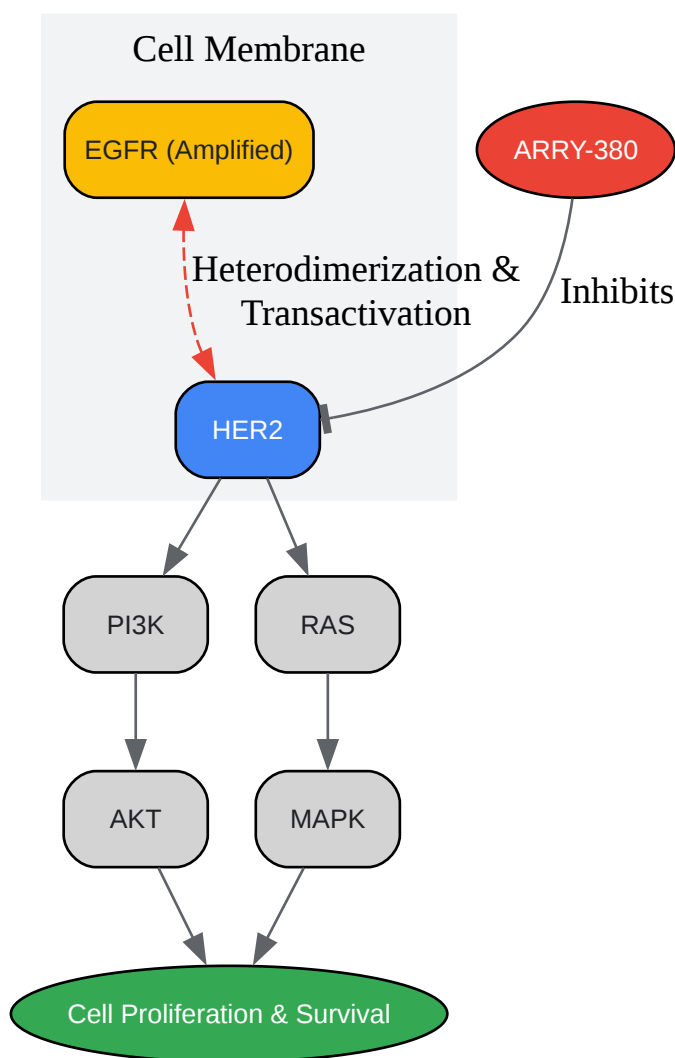 Cell Membrane
EGFR (Amplified)
ARRY-380
Heterodimerization &
Transactivation
Inhibits
HER2
PI3K
RAS
AKT
MAPK
Cell Proliferation & Survival